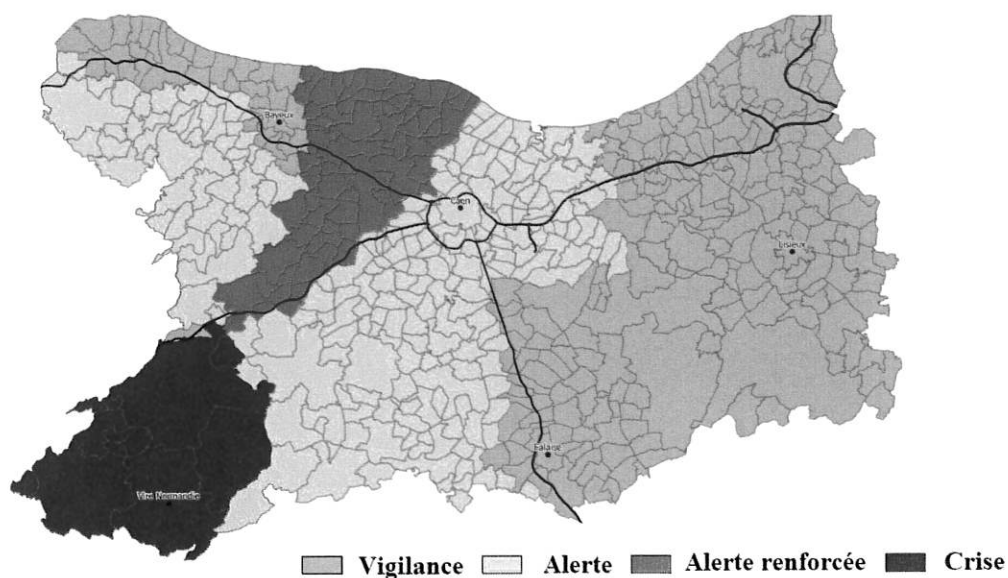 Bayeux
Caen
Lisieux
Falaise
Vire Normandie
Vigilance Alerte Alerte renforcée Crise